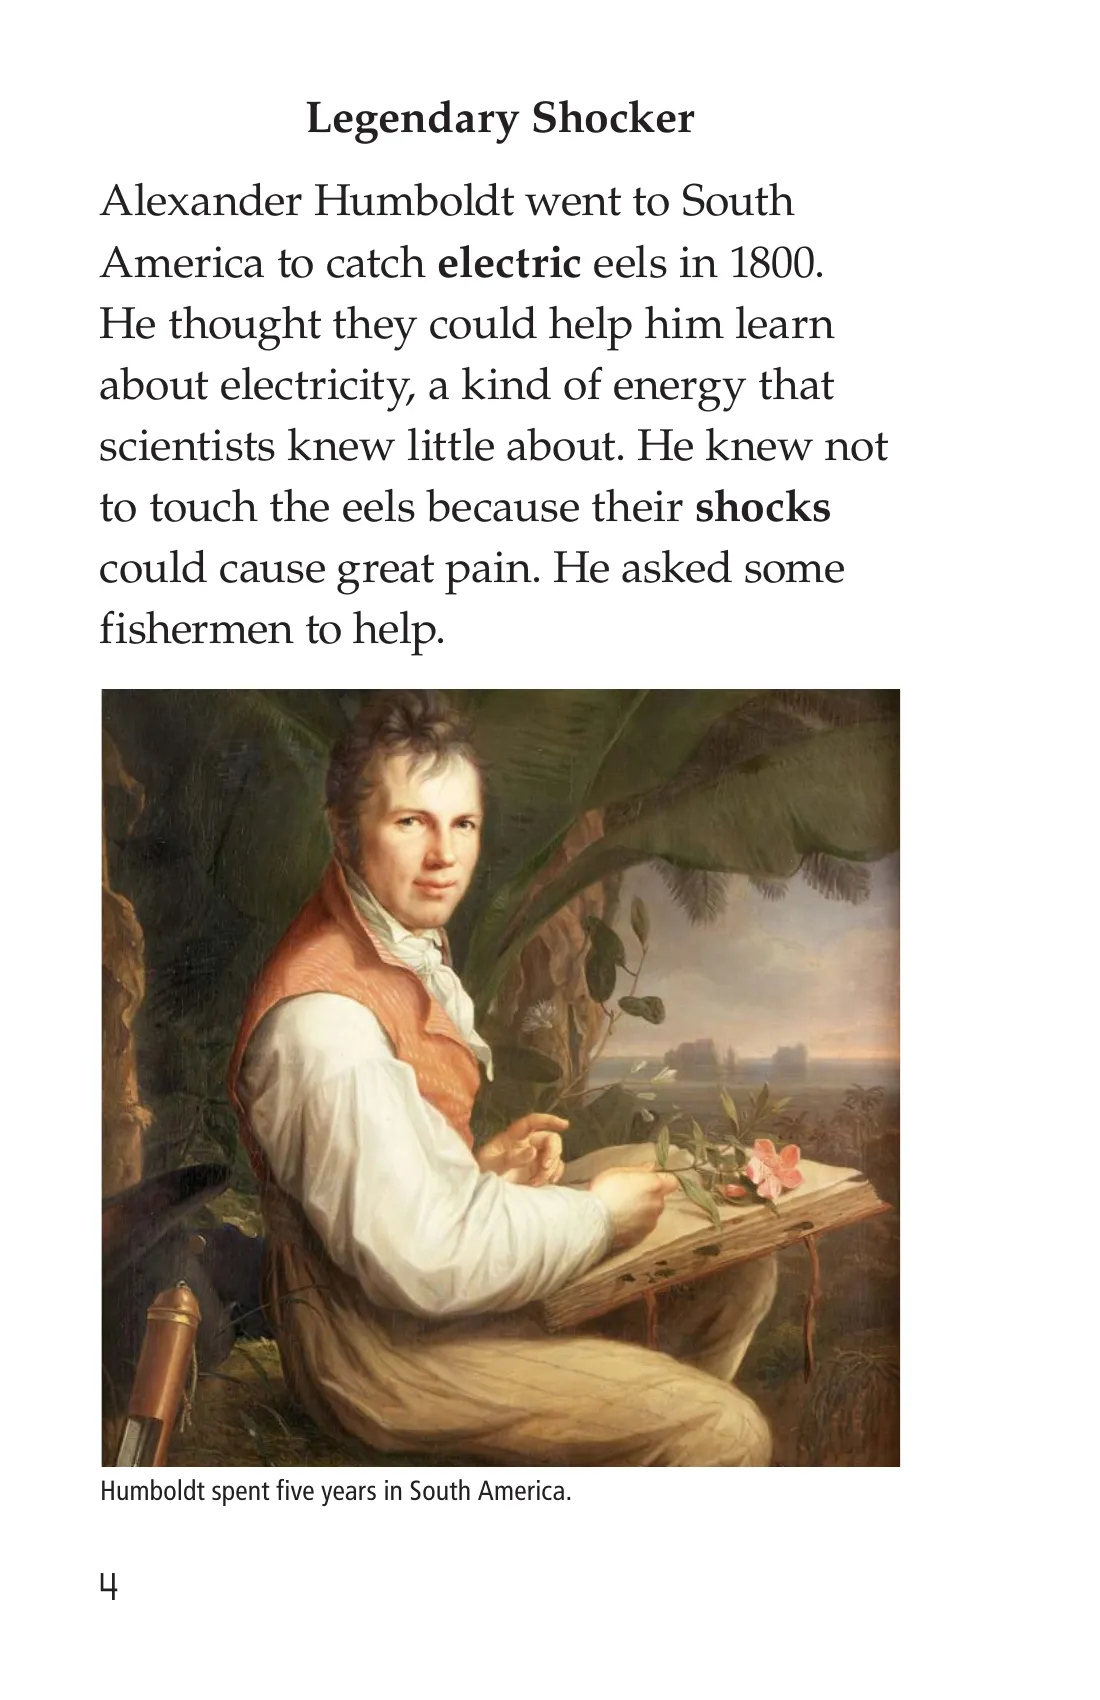 Legendary Shocker
Alexander Humboldt went to South
America to catch electric eels in 1800.
He thought they could help him learn
about electricity, a kind of energy that
scientists knew little about. He knew not
to touch the eels because their shocks
could cause great pain. He asked some
fishermen to help.
Humboldt spent five years in South America.
4